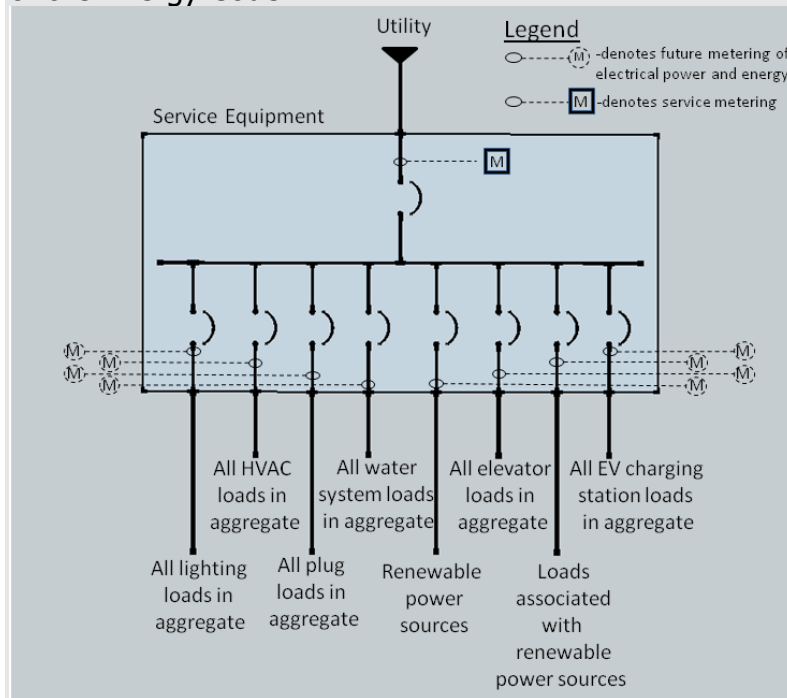 Utility
Legend
M -denotes future metering of
electrical power and energy
M -denotes service metering
Service Equipment
M
M
M
M
M
M
M
M
M
All HVAC
loads in
aggregate
All water
system loads
in aggregate
All elevator
loads in
aggregate
All EV charging
station loads
in aggregate
All lighting
loads in
aggregate
All plug
loads in
aggregate
Renewable
power
sources
Loads
associated
with
renewable
power sources